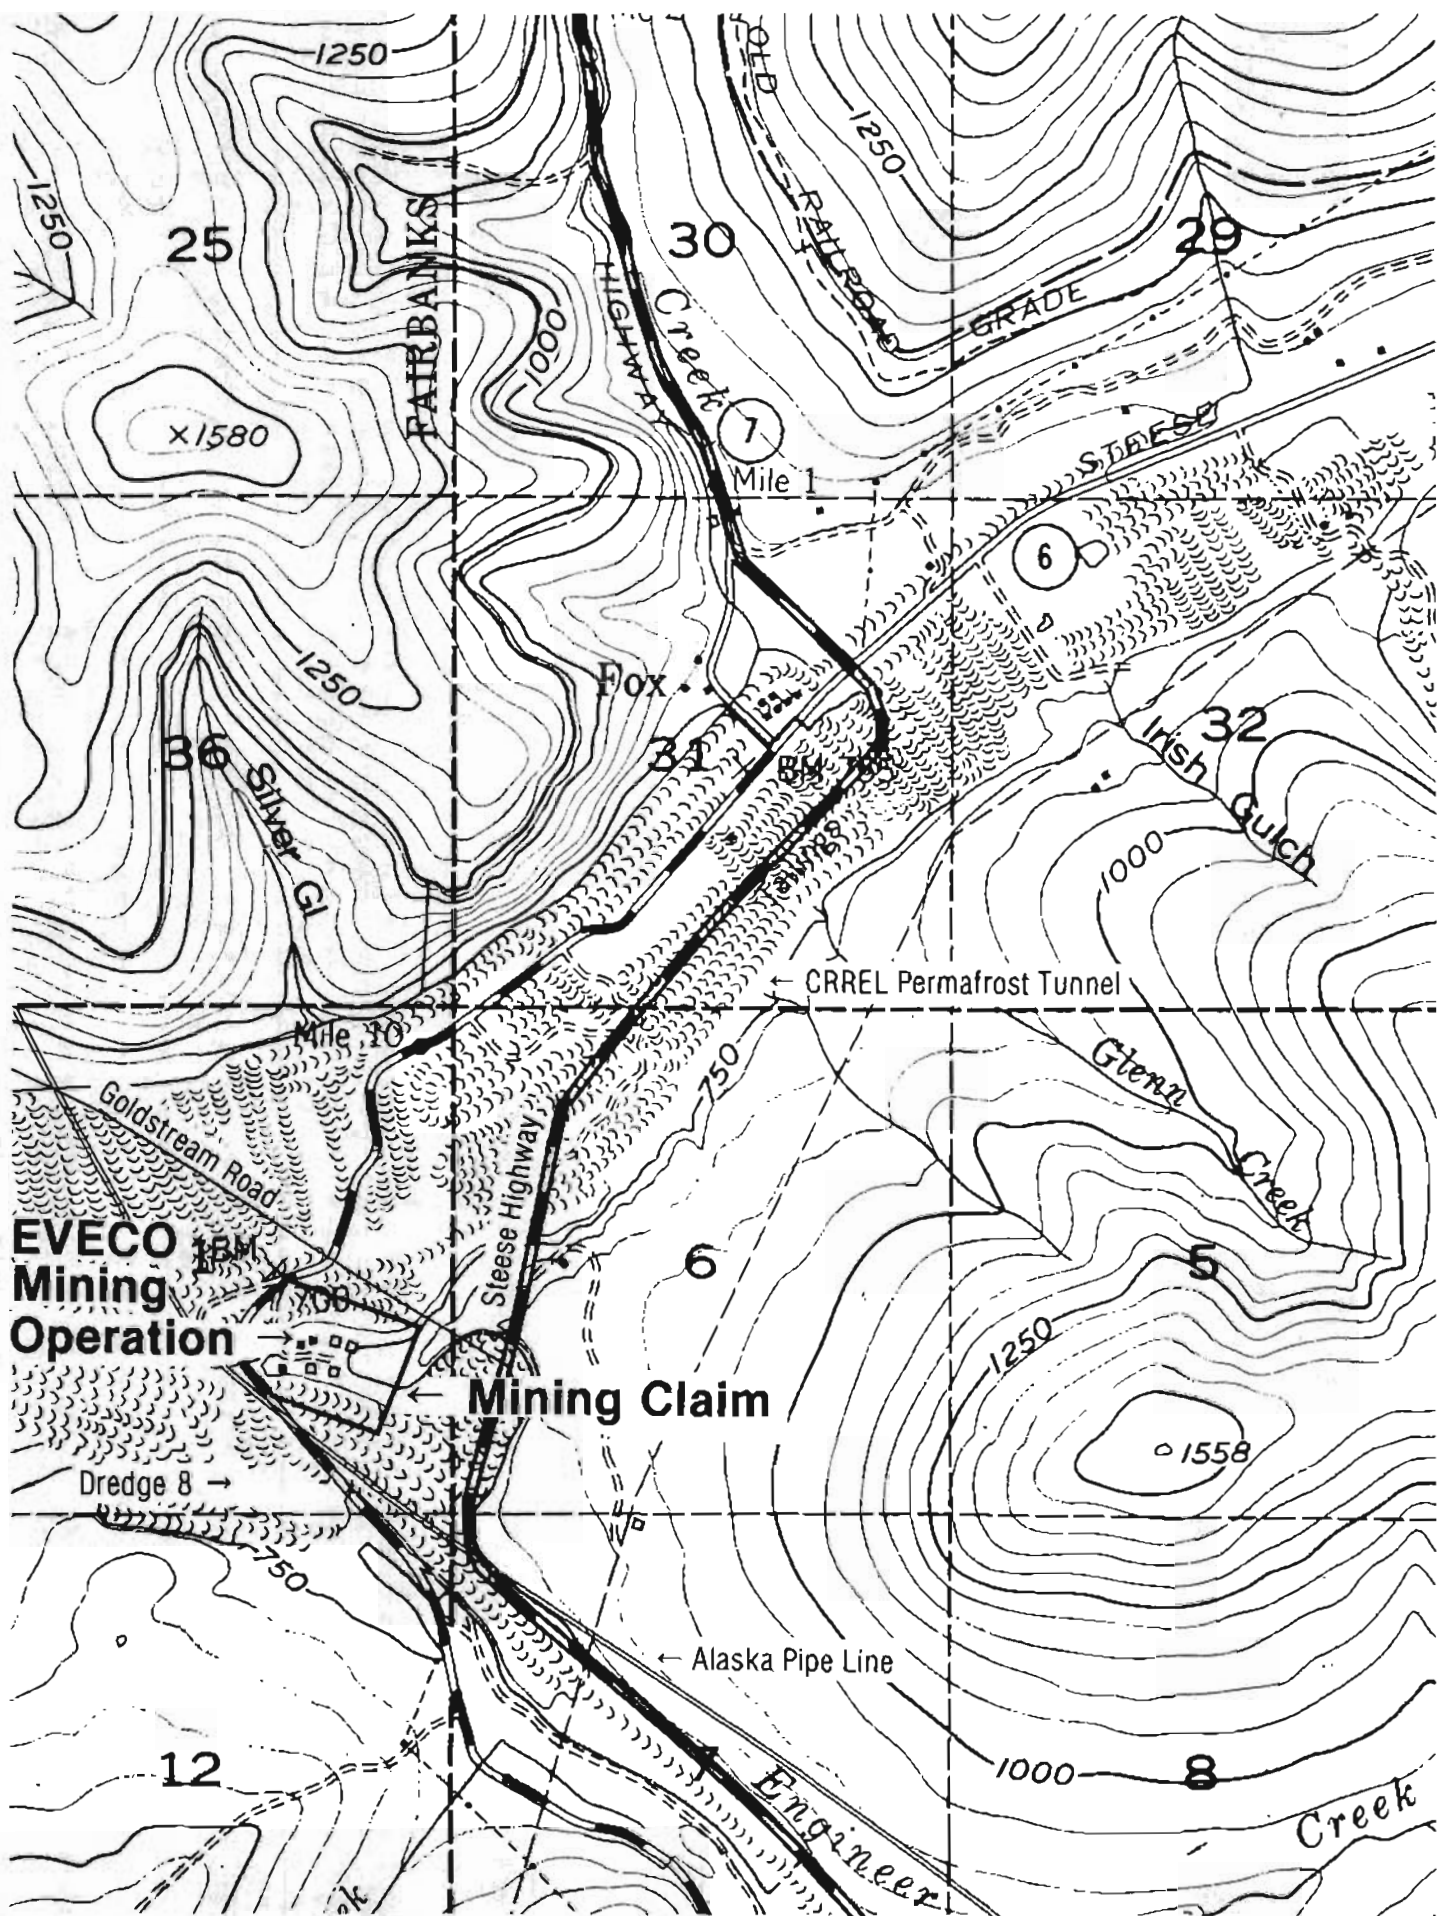 1250
OLD
1250
1250
25
FAIRBANKS
30
29
RAILROAD
GRADE
HIGHWAY
Creek
1000
×1580
7
Mile 1
STEESE
6
Fox
1250
36
31
32
Silver Gl
BM
Irish Gulch
Tailings
1000
← CRREL Permafrost Tunnel
Mile 10
750
Glenn Creek
Goldstream Road
Steese Highway
EVECO
Mining
Operation →
BM
700
6
5
1250
← Mining Claim
1558
Dredge 8 →
750
← Alaska Pipe Line
12
1000
8
Engineer
Creek